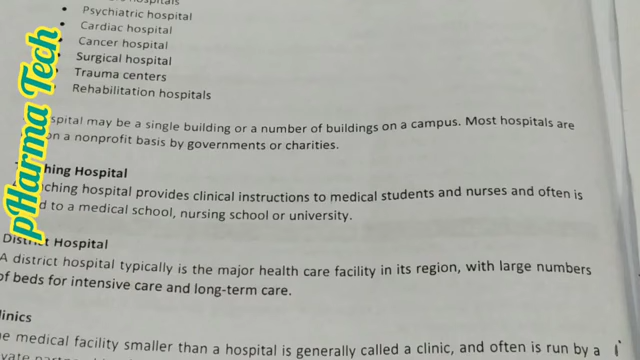 pHarma Tech
Psychiatric hospital
Cardiac hospital
Cancer hospital
Surgical hospital
Trauma centers
Rehabilitation hospitals
spital may be a single building or a number of buildings on a campus. Most hospitals are
on a nonprofit basis by governments or charities.
hing Hospital
ching hospital provides clinical instructions to medical students and nurses and often is
d to a medical school, nursing school or university.
District Hospital
A district hospital typically is the major health care facility in its region, with large numbers
of beds for intensive care and long-term care.
linics
e medical facility smaller than a hospital is generally called a clinic, and often is run by a